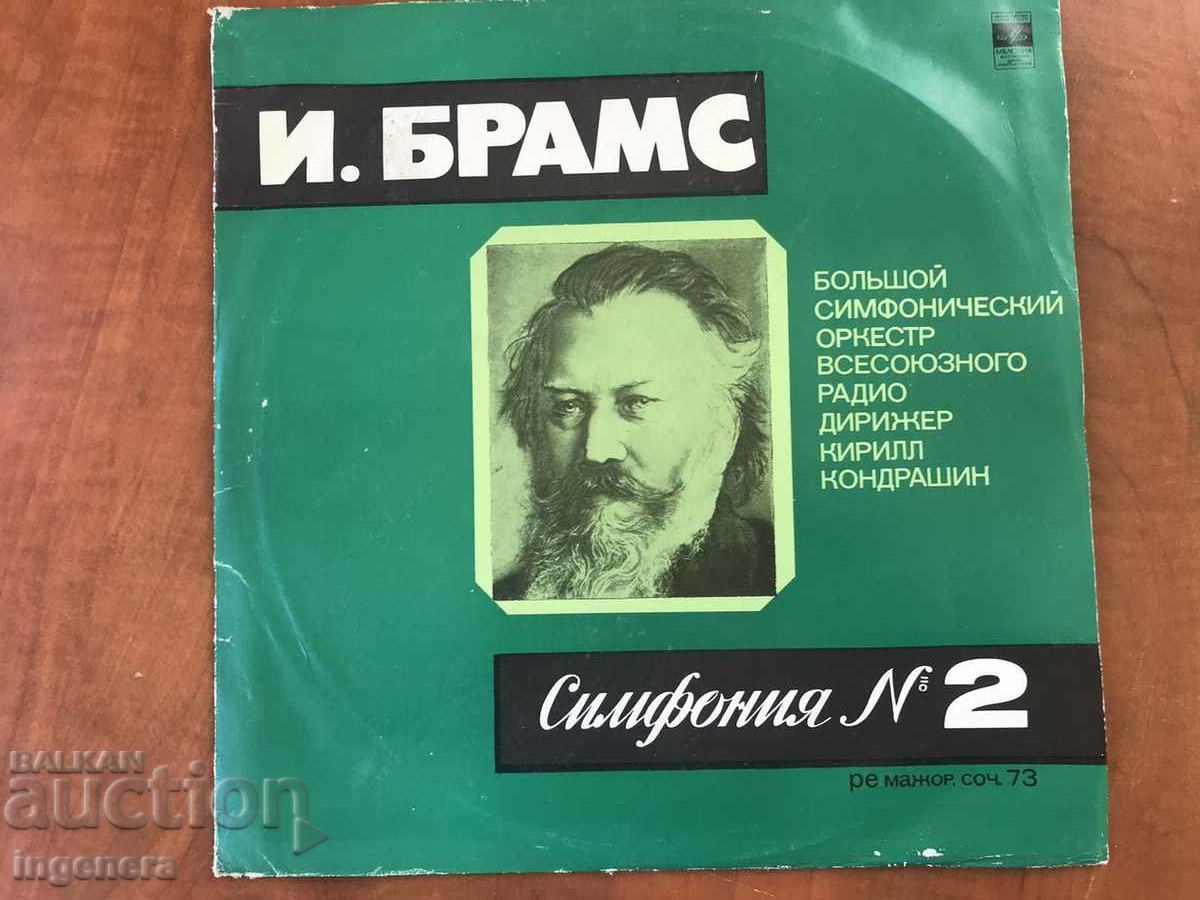 МЕЛОДИЯ
И. БРАМС
БОЛЬШОЙ
СИМФОНИЧЕСКИЙ
ОРКЕСТР
ВСЕСОЮЗНОГО
РАДИО
ДИРИЖЕР
КИРИЛЛ
КОНДРАШИН
Симфония № 2
ре мажор, соч. 73
BALKAN
auction
ingenera